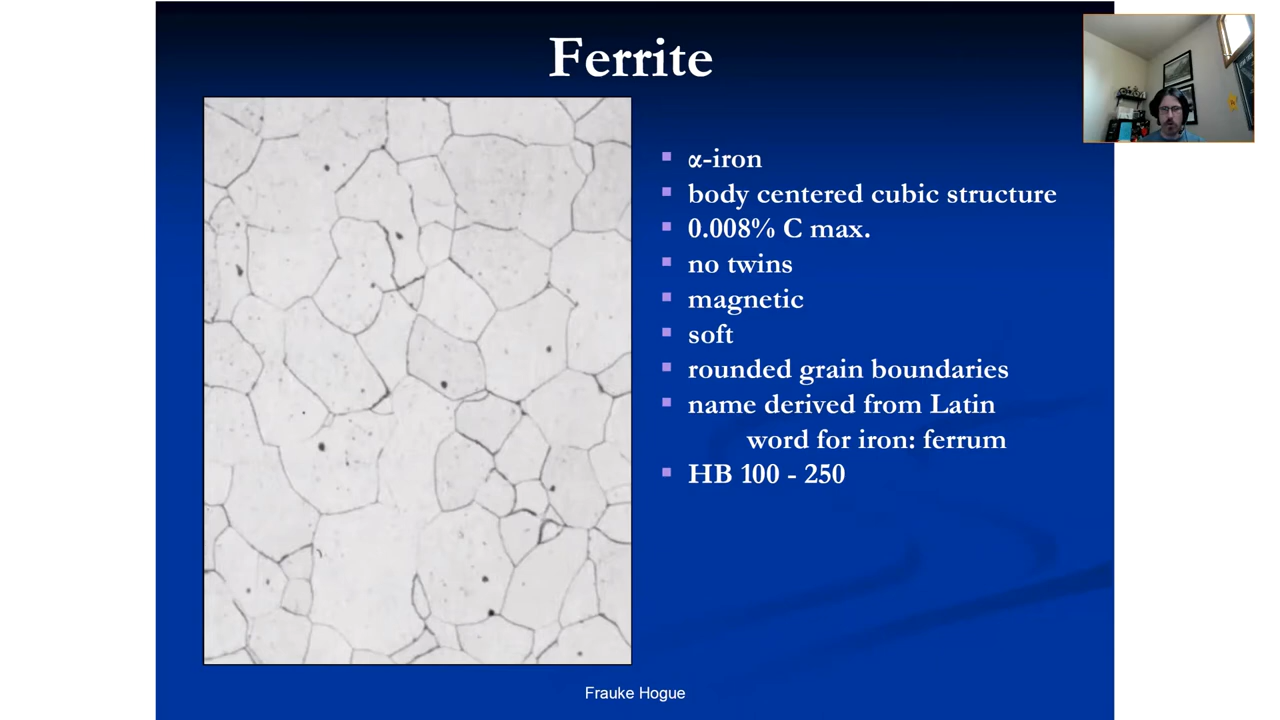 Ferrite
α-iron
body centered cubic structure
0.008% C max.
no twins
magnetic
soft
rounded grain boundaries
name derived from Latin
word for iron: ferrum
HB 100 - 250
Frauke Hogue